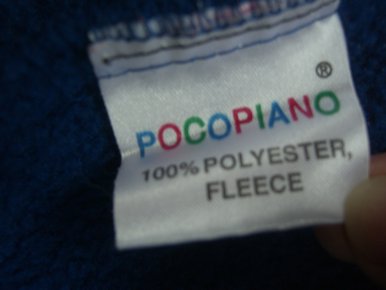 ®
POCOPIANO
100% POLYESTER,
FLEECE